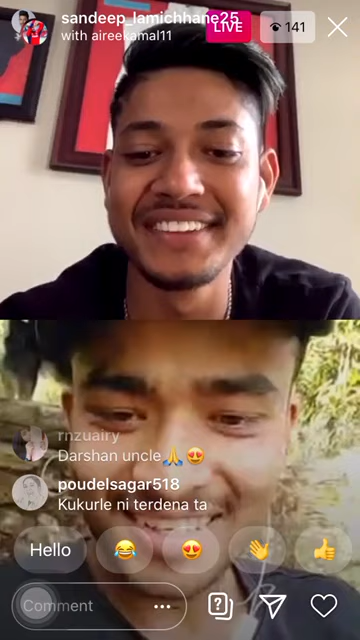 sandeep_lamichhane25
LIVE
141
with aireekamal11
rnzuairy
Darshan uncle🙏😍
poudelsagar518
Kukurle ni terdena ta
Hello
😂
😍
👋
👍
Comment